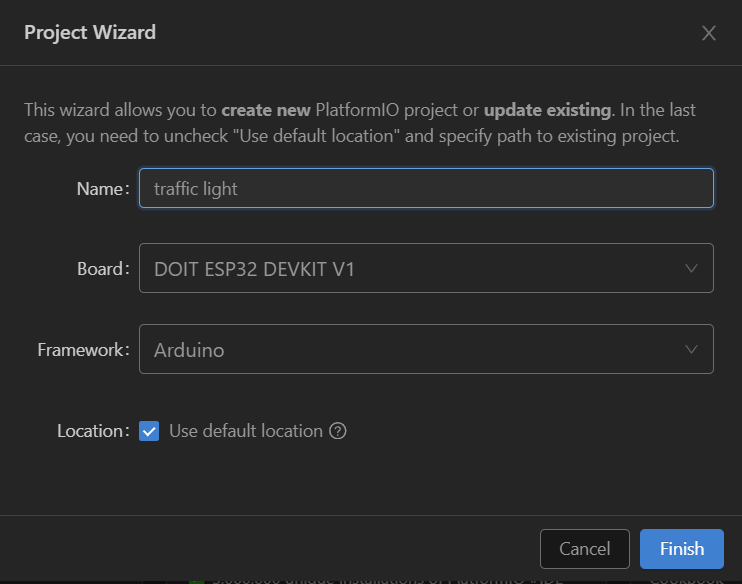 Project Wizard
This wizard allows you to create new PlatformIO project or update existing. In the last
case, you need to uncheck "Use default location" and specify path to existing project.
Name:
traffic light
Board:
DOIT ESP32 DEVKIT V1
Framework:
Arduino
Location:
Use default location
Cancel
Finish